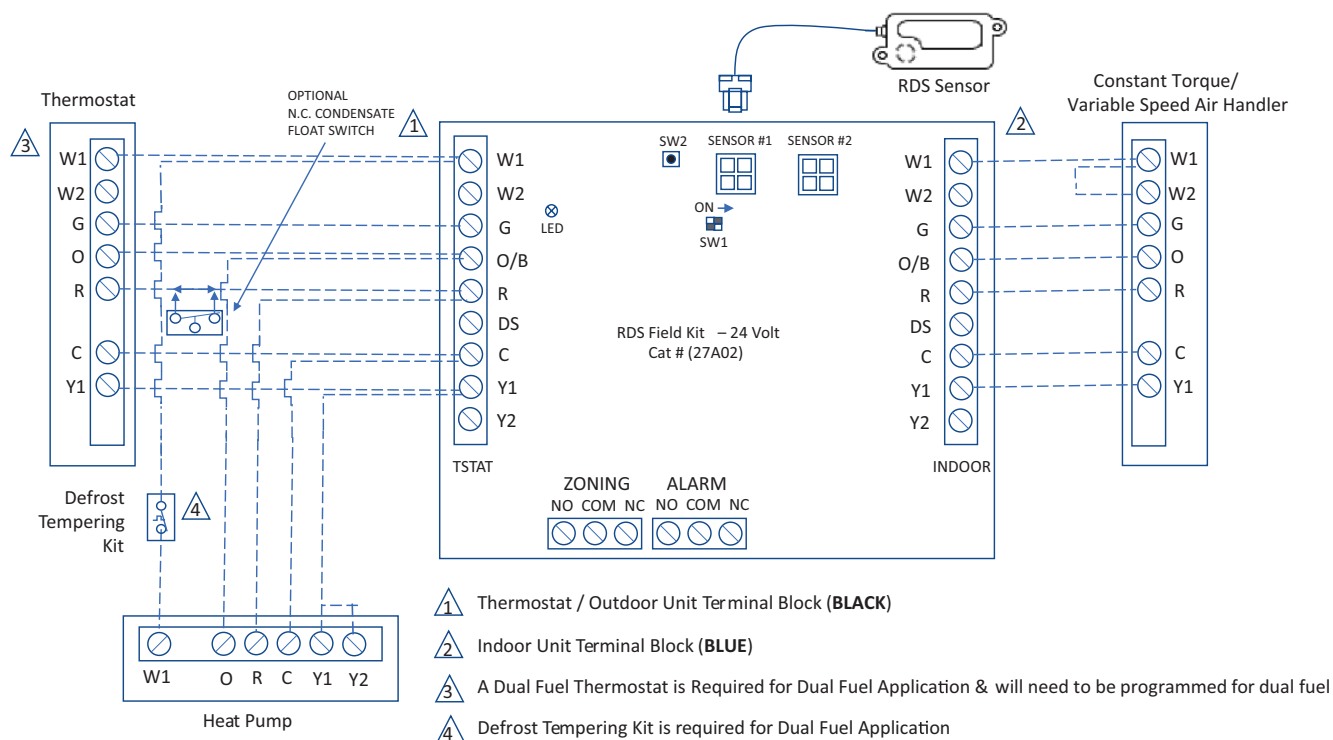 RDS Sensor
Constant Torque/
Variable Speed Air Handler
Thermostat
OPTIONAL
N.C. CONDENSATE
FLOAT SWITCH
1
2
3
W1
W2
G
O
R
C
Y1
W1
W2
G
O/B
R
DS
C
Y1
Y2
TSTAT
SW2
SENSOR #1
SENSOR #2
LED
ON
SW1
RDS Field Kit – 24 Volt
Cat # (27A02)
W1
W2
G
O/B
R
DS
C
Y1
Y2
INDOOR
W1
W2
G
O
R
C
Y1
ZONING
NO COM NC
ALARM
NO COM NC
Defrost
Tempering
Kit
4
W1 O R C Y1 Y2
Heat Pump
1 Thermostat / Outdoor Unit Terminal Block (BLACK)
2 Indoor Unit Terminal Block (BLUE)
3 A Dual Fuel Thermostat is Required for Dual Fuel Application & will need to be programmed for dual fuel
4 Defrost Tempering Kit is required for Dual Fuel Application